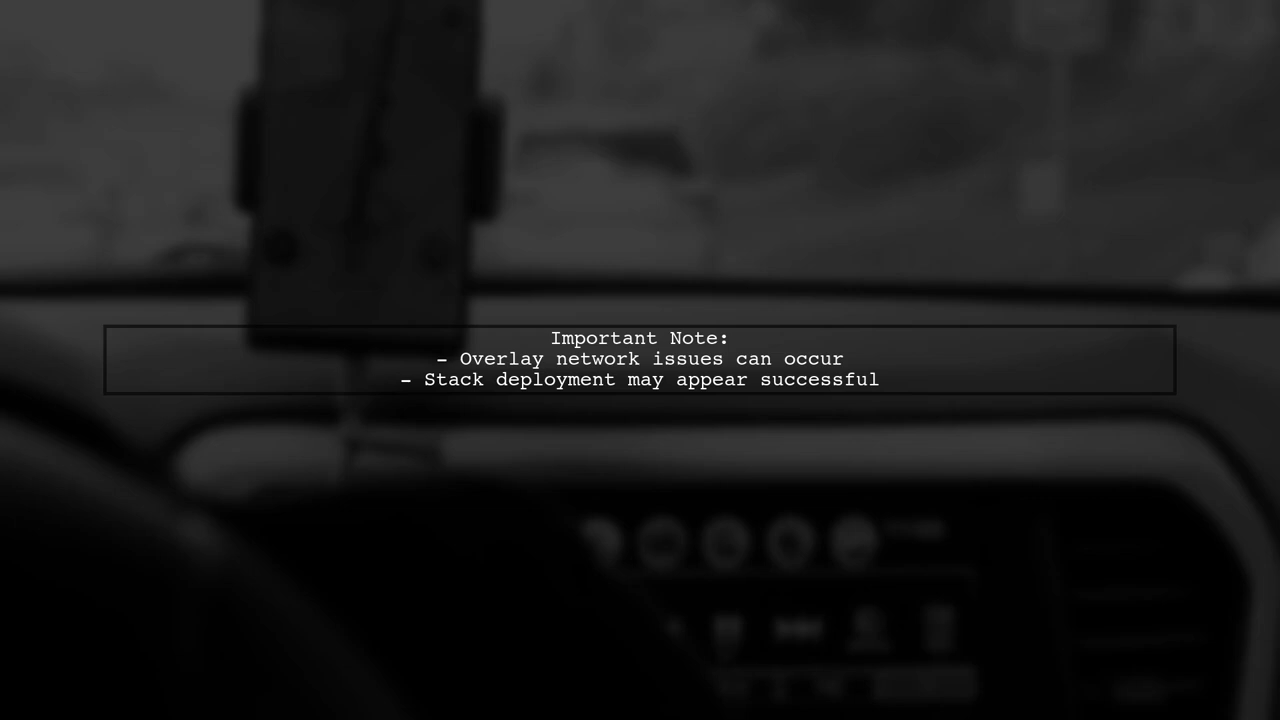 Important Note:
– Overlay network issues can occur
– Stack deployment may appear successful